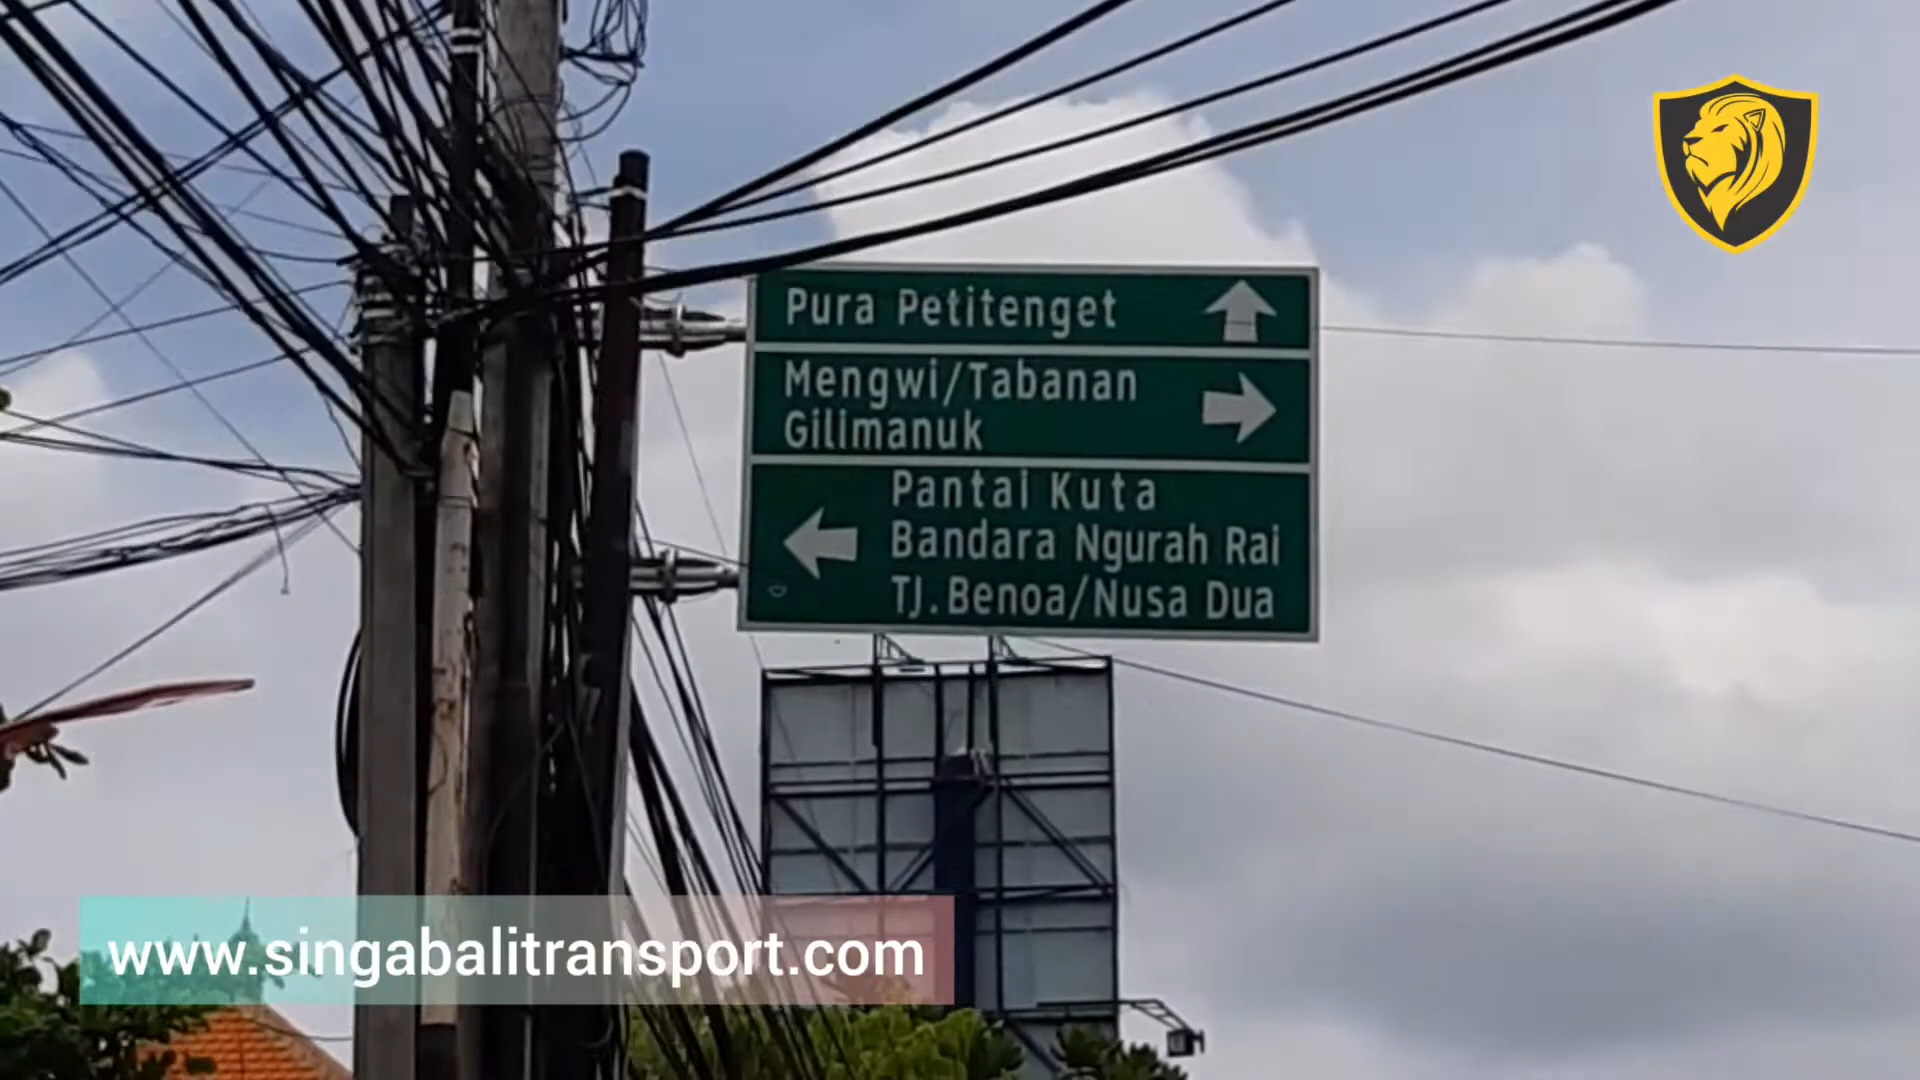 Pura Petitenget
Mengwi/Tabanan
Gilimanuk
Pantai Kuta
Bandara Ngurah Rai
TJ.Benoa/Nusa Dua
www.singabalitransport.com